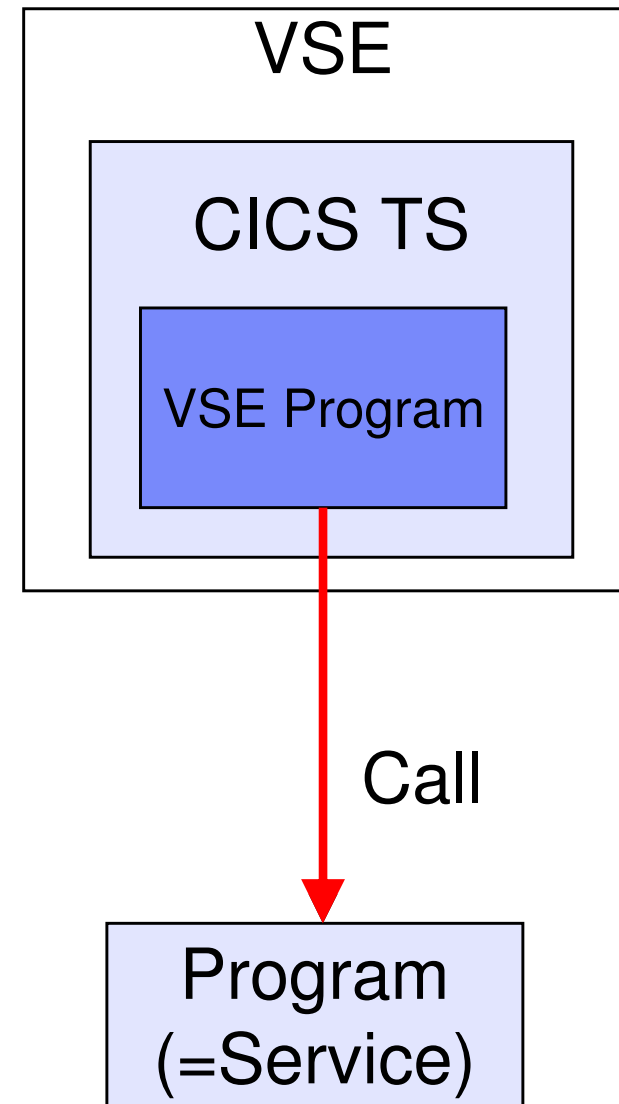 VSE
CICS TS
VSE Program
Call
Program
(=Service)